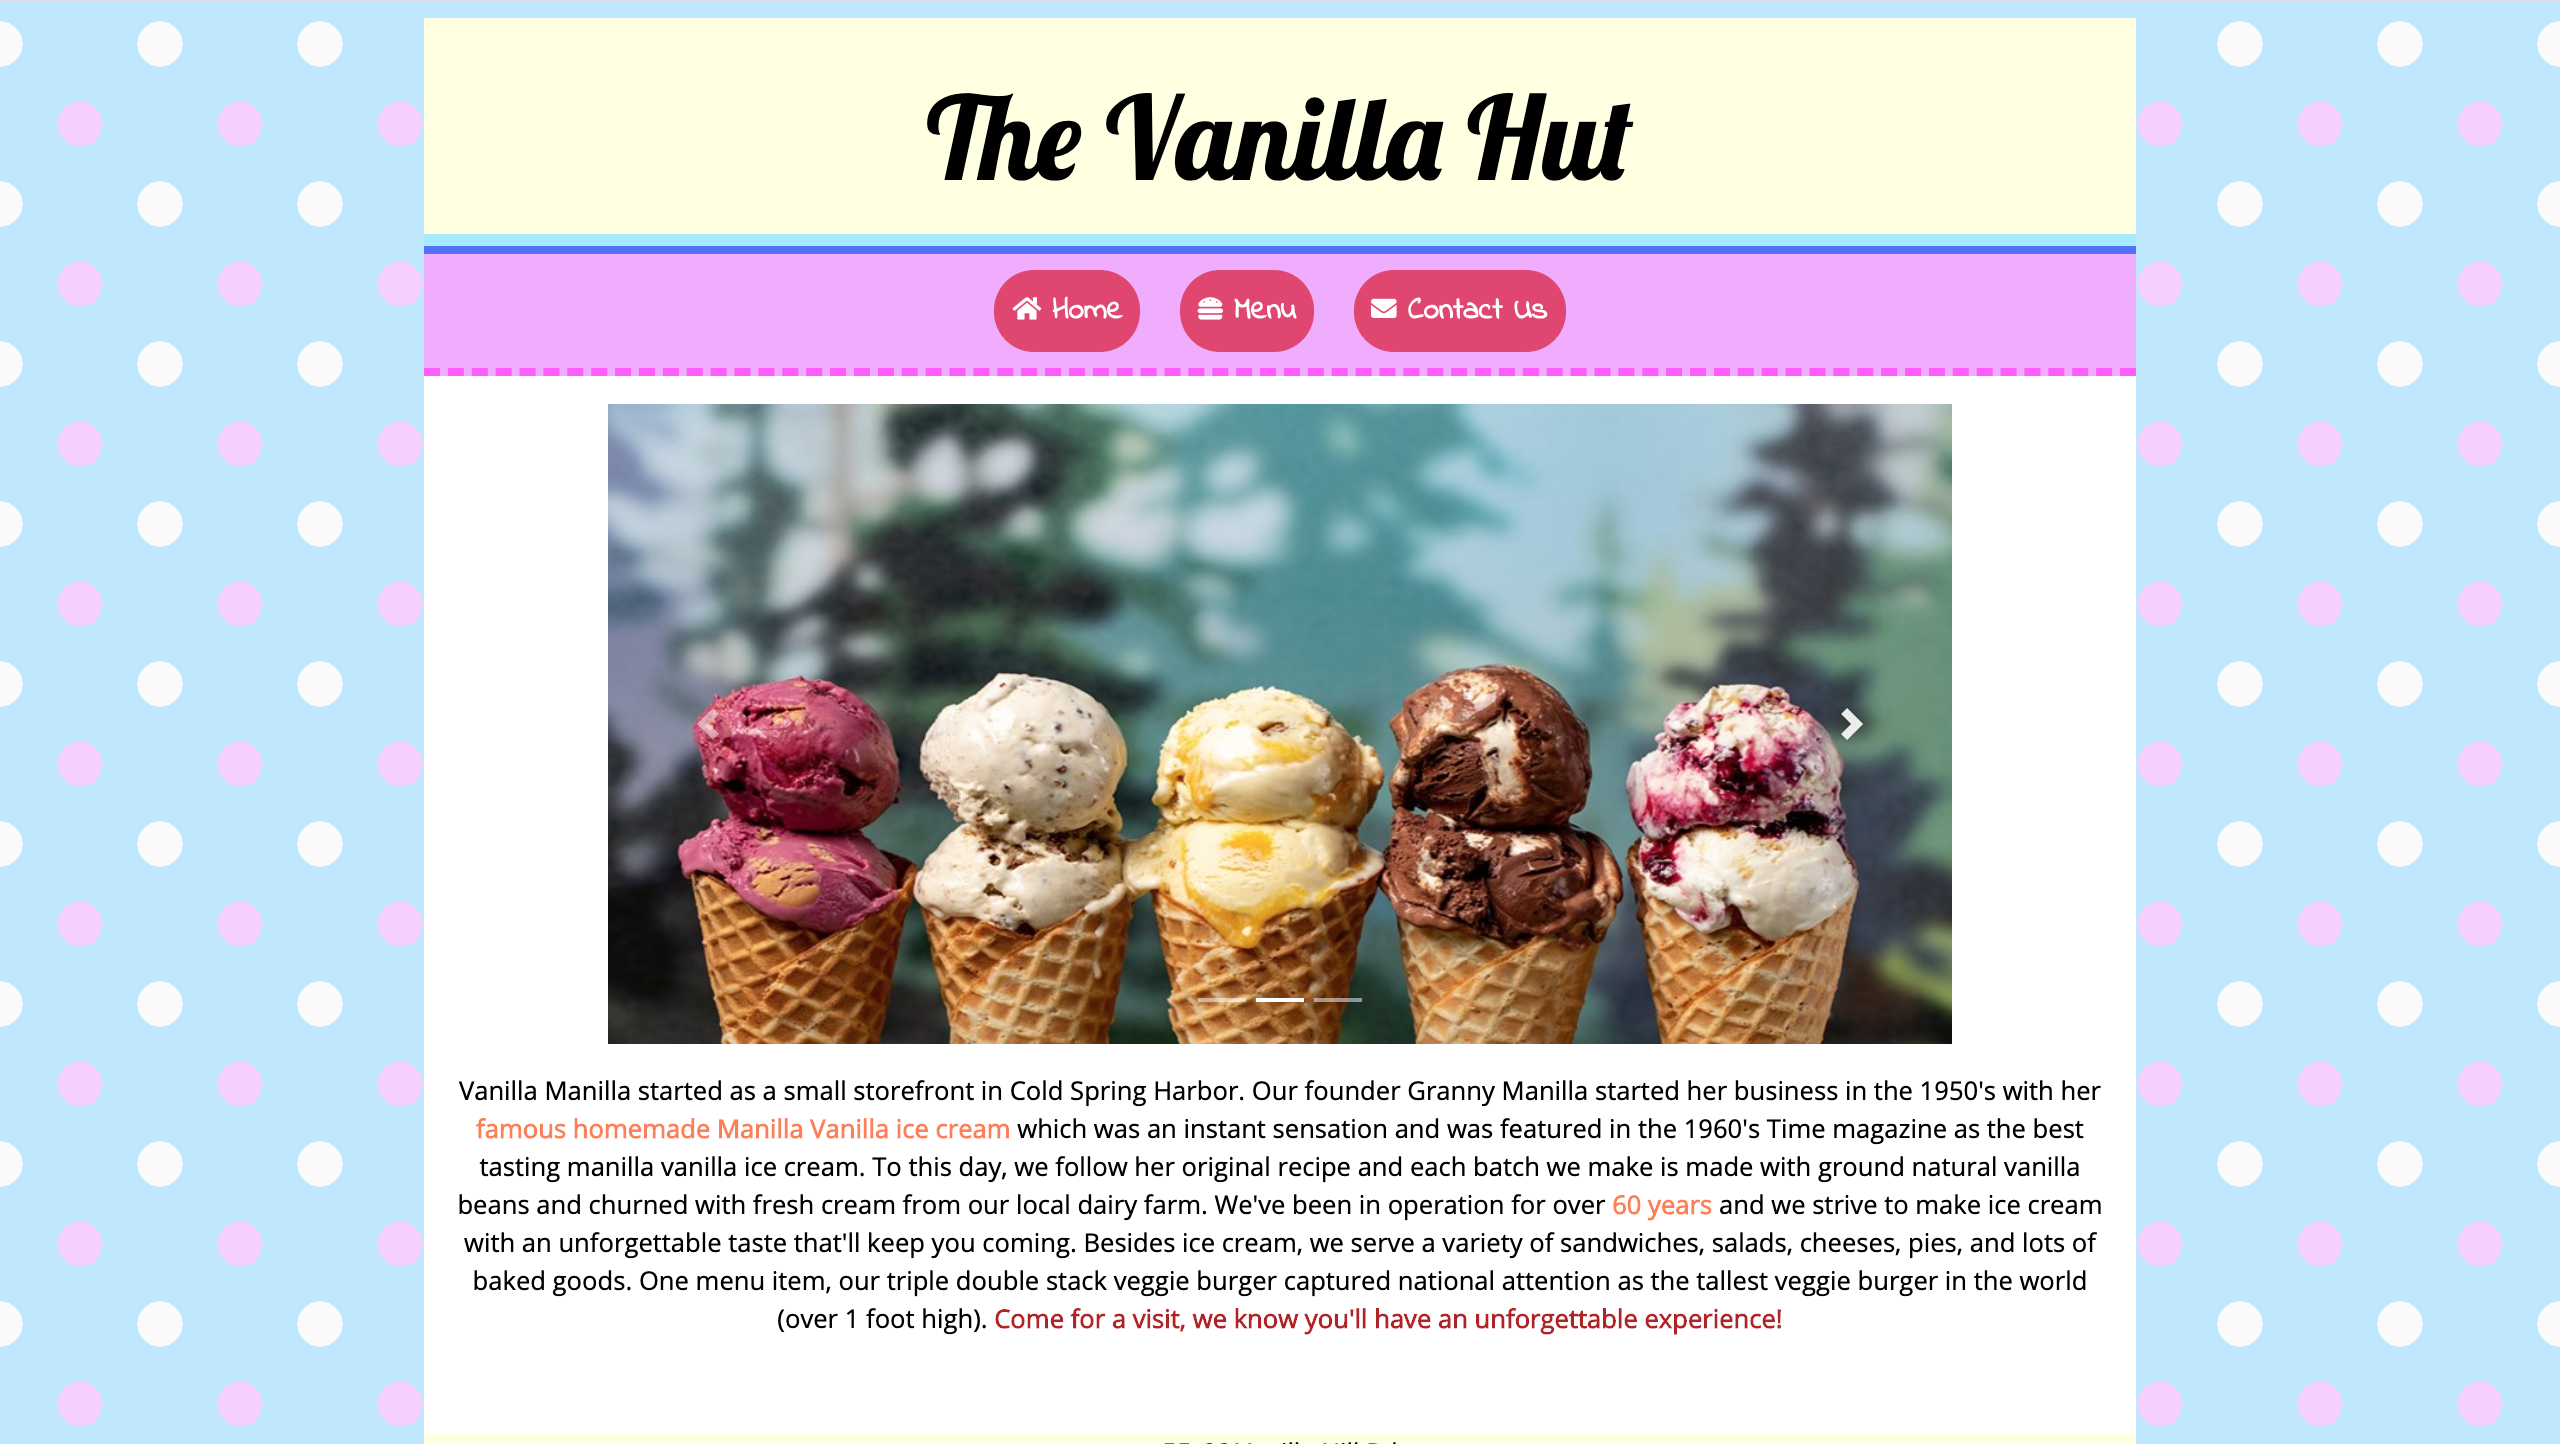 The Vanilla Hut
Home
Menu
Contact Us
Vanilla Manilla started as a small storefront in Cold Spring Harbor. Our founder Granny Manilla started her business in the 1950's with her
famous homemade Manilla Vanilla ice cream which was an instant sensation and was featured in the 1960's Time magazine as the best
tasting manilla vanilla ice cream. To this day, we follow her original recipe and each batch we make is made with ground natural vanilla
beans and churned with fresh cream from our local dairy farm. We've been in operation for over 60 years and we strive to make ice cream
with an unforgettable taste that'll keep you coming. Besides ice cream, we serve a variety of sandwiches, salads, cheeses, pies, and lots of
baked goods. One menu item, our triple double stack veggie burger captured national attention as the tallest veggie burger in the world
(over 1 foot high). Come for a visit, we know you'll have an unforgettable experience!